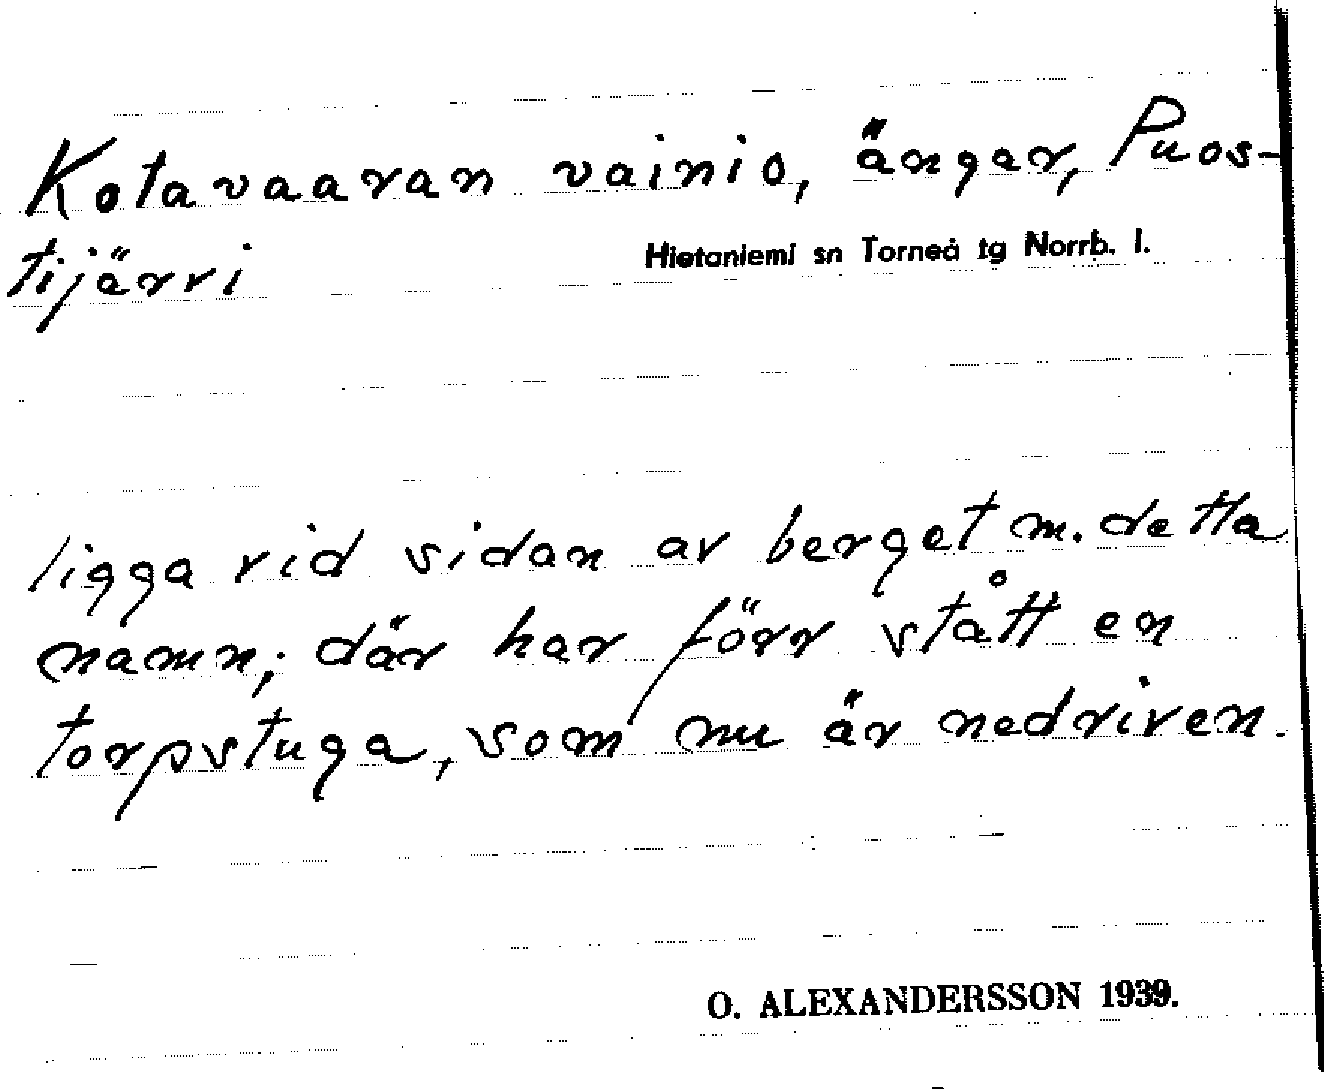 Kotavaaran vainio, ängar, Puos-
tijärri
Hietaniemi sn Torneå tg Norrb. l.
ligga vid sidan av berget m. detta
namn; där har förr stått en
torpstuga, som nu är nedriven.
O. ALEXANDERSSON 1939.